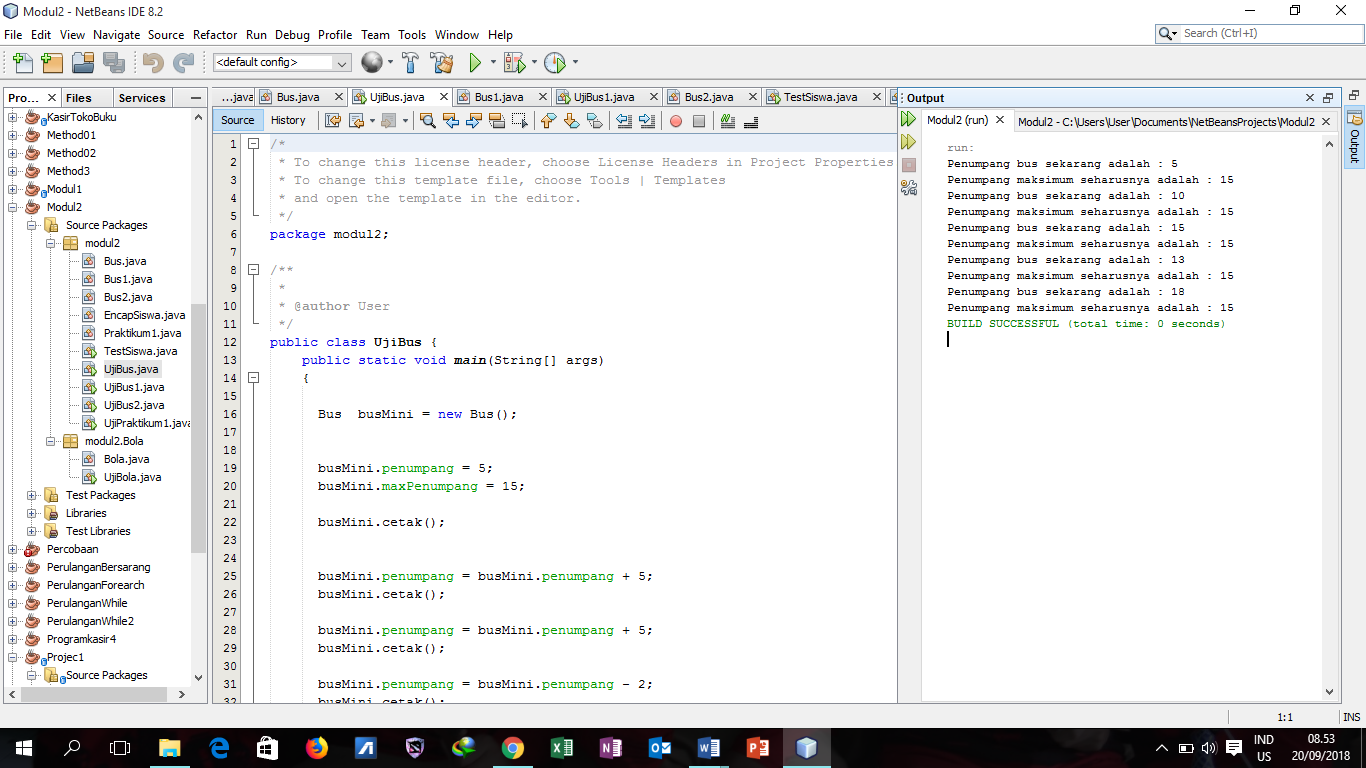 Modul2 - NetBeans IDE 8.2
File Edit View Navigate Source Refactor Run Debug Profile Team Tools Window Help
Search (Ctrl+I)
<default config>
Pro...
Files
Services
KasirTokoBuku
Method01
Method02
Method3
Modul1
Modul2
Source Packages
modul2
Bus.java
Bus1.java
Bus2.java
EncapSiswa.java
Praktikum1.java
TestSiswa.java
UjiBus.java
UjiBus1.java
UjiBus2.java
UjiPraktikum1.java
modul2.Bola
Bola.java
UjiBola.java
Test Packages
Libraries
Test Libraries
Percobaan
PerulanganBersarang
PerulanganForearch
PerulanganWhile
PerulanganWhile2
Programkasir4
Projec1
Source Packages
...java Bus.java UjiBus.java Bus1.java UjiBus1.java Bus2.java TestSiswa.java
Source History
1 /*
2 * To change this license header, choose License Headers in Project Properties
3 * To change this template file, choose Tools | Templates
4 * and open the template in the editor.
5 */
6 package modul2;
7
8 /**
9 *
10 * @author User
11 */
12 public class UjiBus {
13 public static void main(String[] args)
14 {
15
16 Bus busMini = new Bus();
17
18
19 busMini.penumpang = 5;
20 busMini.maxPenumpang = 15;
21
22 busMini.cetak();
23
24
25 busMini.penumpang = busMini.penumpang + 5;
26 busMini.cetak();
27
28 busMini.penumpang = busMini.penumpang + 5;
29 busMini.cetak();
30
31 busMini.penumpang = busMini.penumpang - 2;
32 busMini.cetak();
Output
Modul2 (run) Modul2 - C:\Users\User\Documents\NetBeansProjects\Modul2
run:
Penumpang bus sekarang adalah : 5
Penumpang maksimum seharusnya adalah : 15
Penumpang bus sekarang adalah : 10
Penumpang maksimum seharusnya adalah : 15
Penumpang bus sekarang adalah : 15
Penumpang maksimum seharusnya adalah : 15
Penumpang bus sekarang adalah : 13
Penumpang maksimum seharusnya adalah : 15
Penumpang bus sekarang adalah : 18
Penumpang maksimum seharusnya adalah : 15
BUILD SUCCESSFUL (total time: 0 seconds)
Output
1:1 INS
IND
US
08.53
20/09/2018